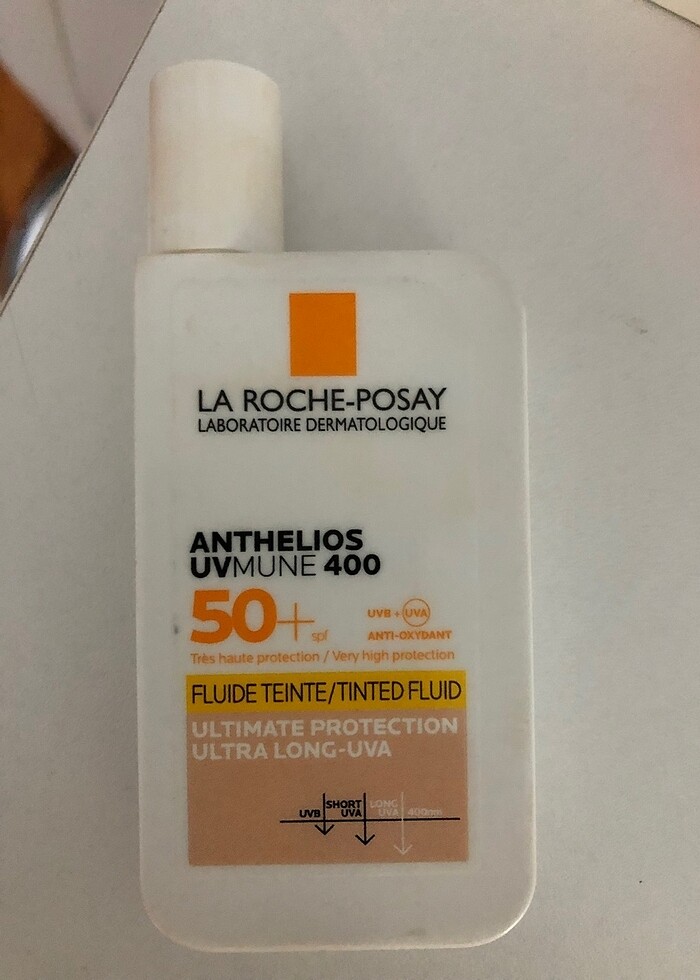 LA ROCHE-POSAY
LABORATOIRE DERMATOLOGIQUE
ANTHELIOS
UVMUNE 400
50+ spf
UVB + UVA
ANTI-OXYDANT
Très haute protection / Very high protection
FLUIDE TEINTE/TINTED FLUID
ULTIMATE PROTECTION
ULTRA LONG-UVA
UVB
SHORT
UVA
LONG
UVA
400nm